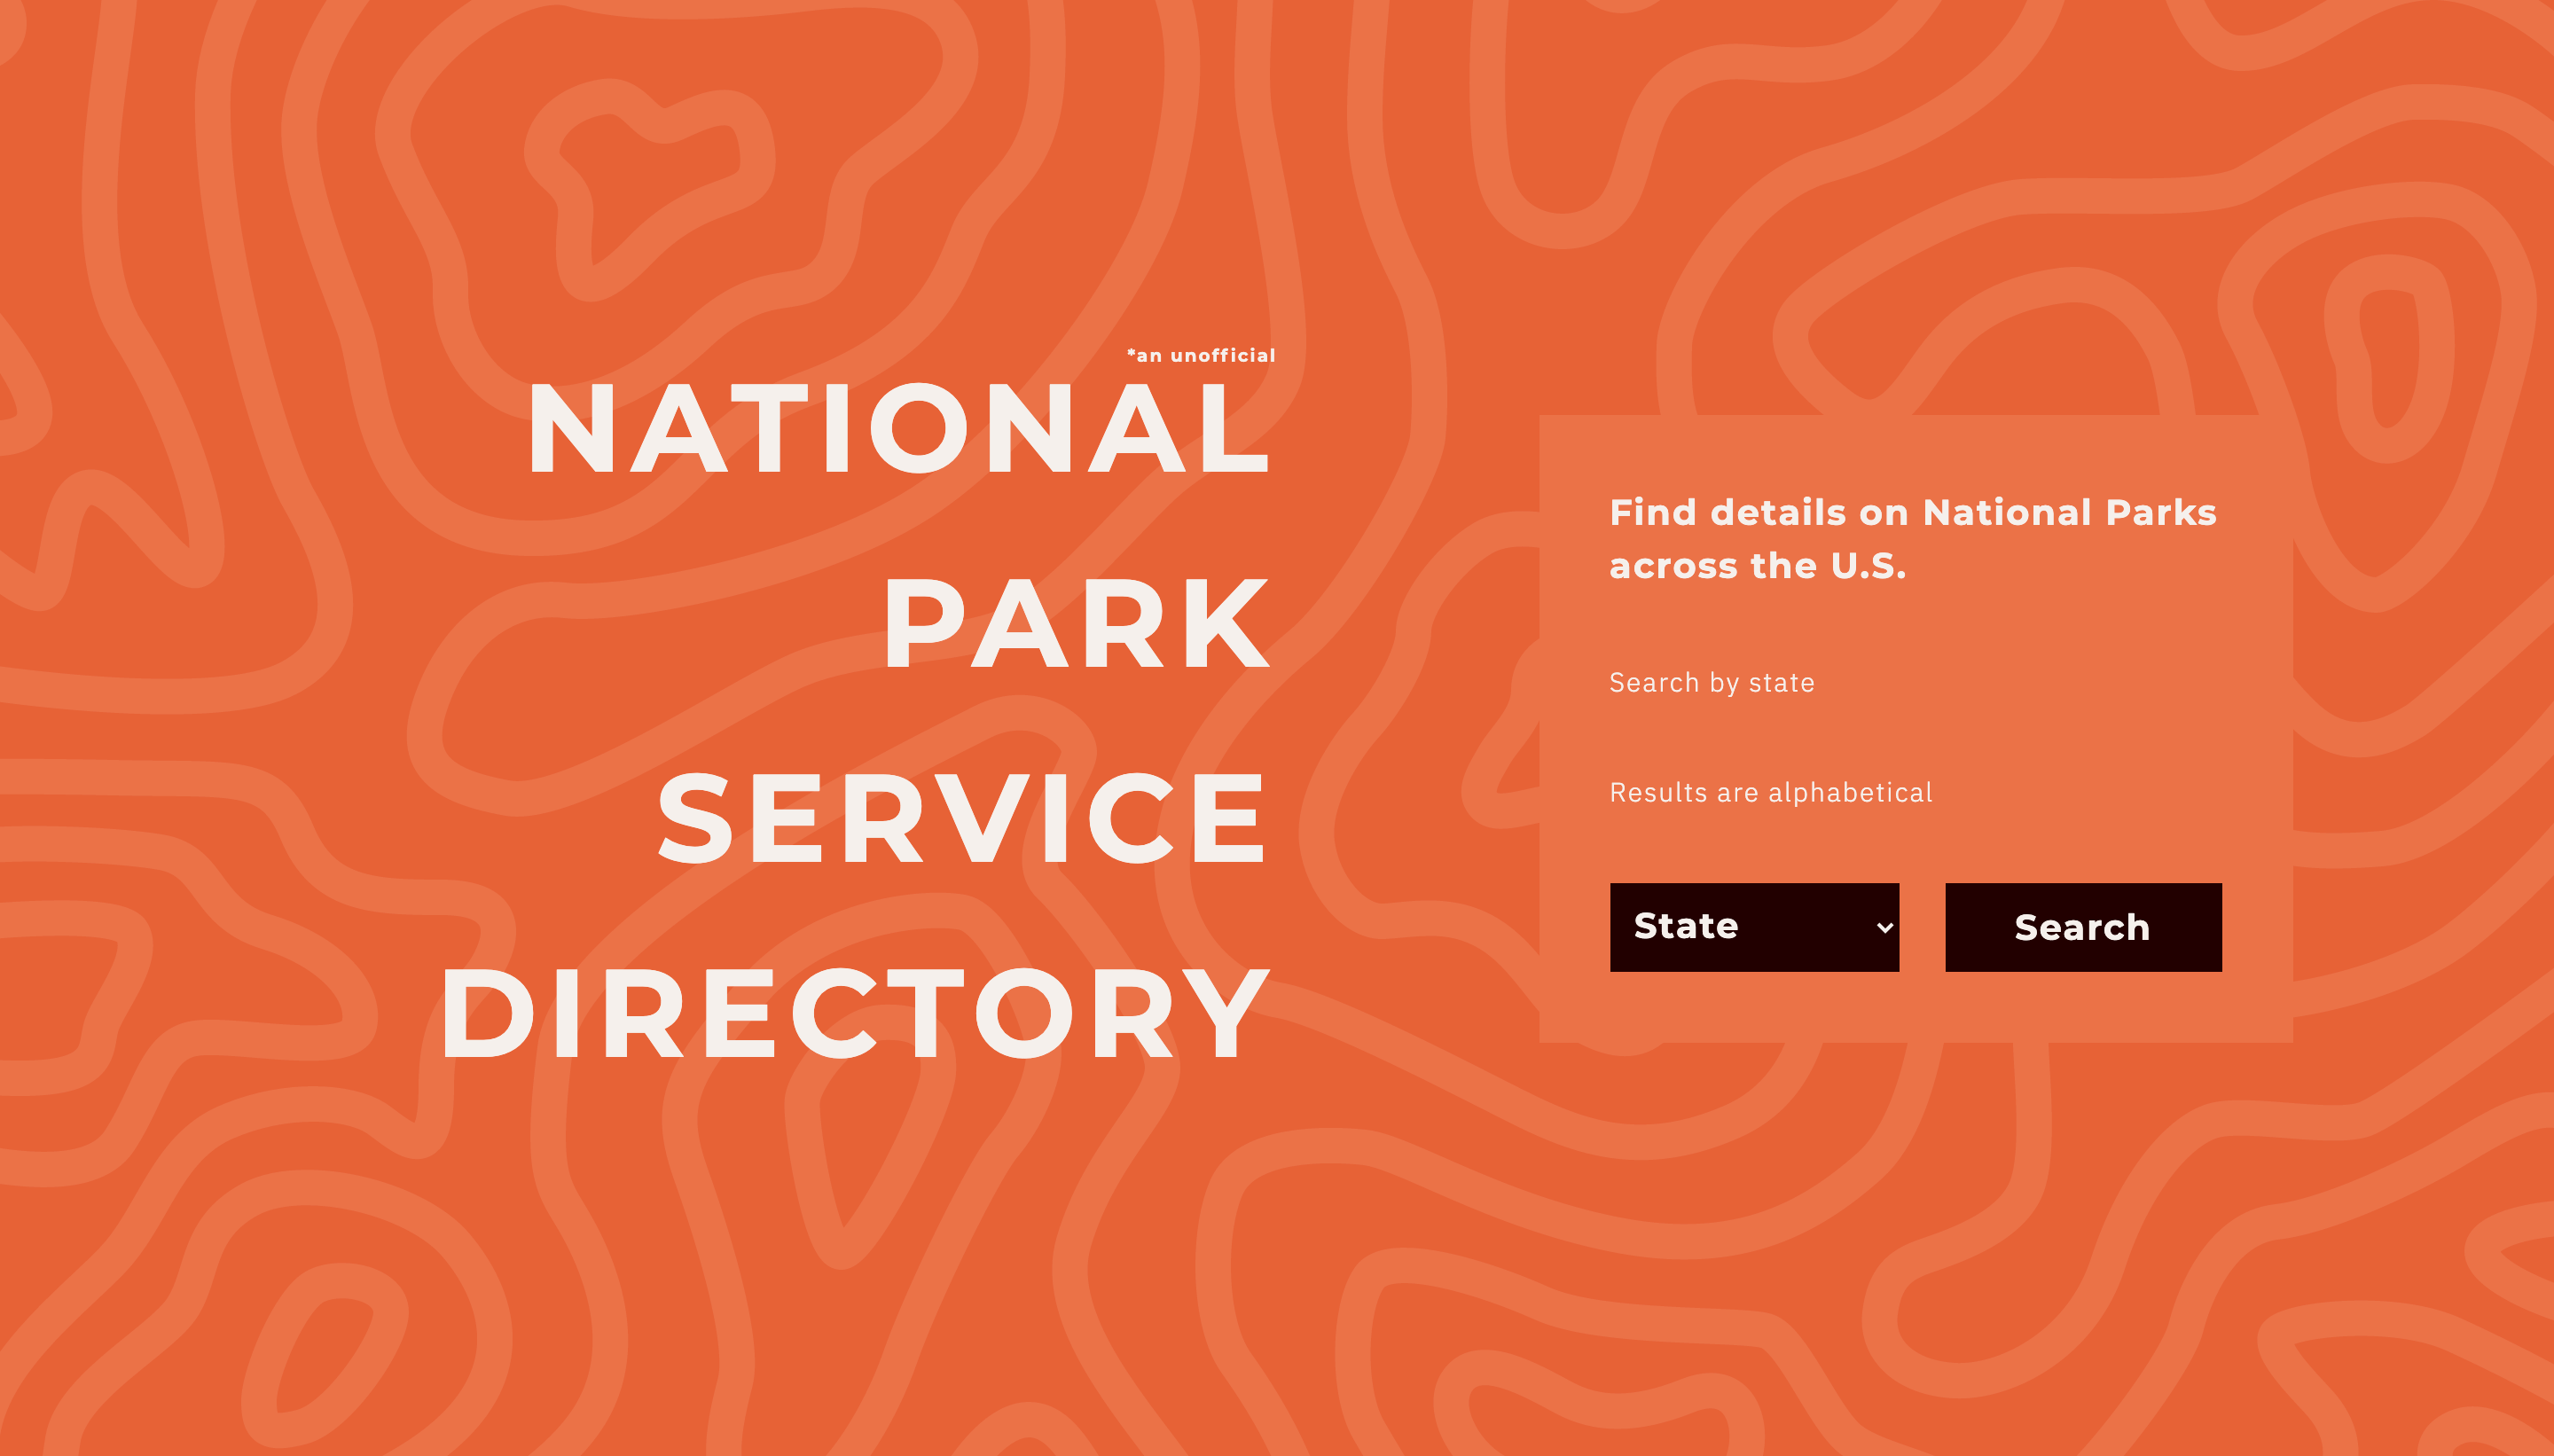 *an unofficial
NATIONAL
PARK
SERVICE
DIRECTORY
Find details on National Parks
across the U.S.
Search by state
Results are alphabetical
State
Search